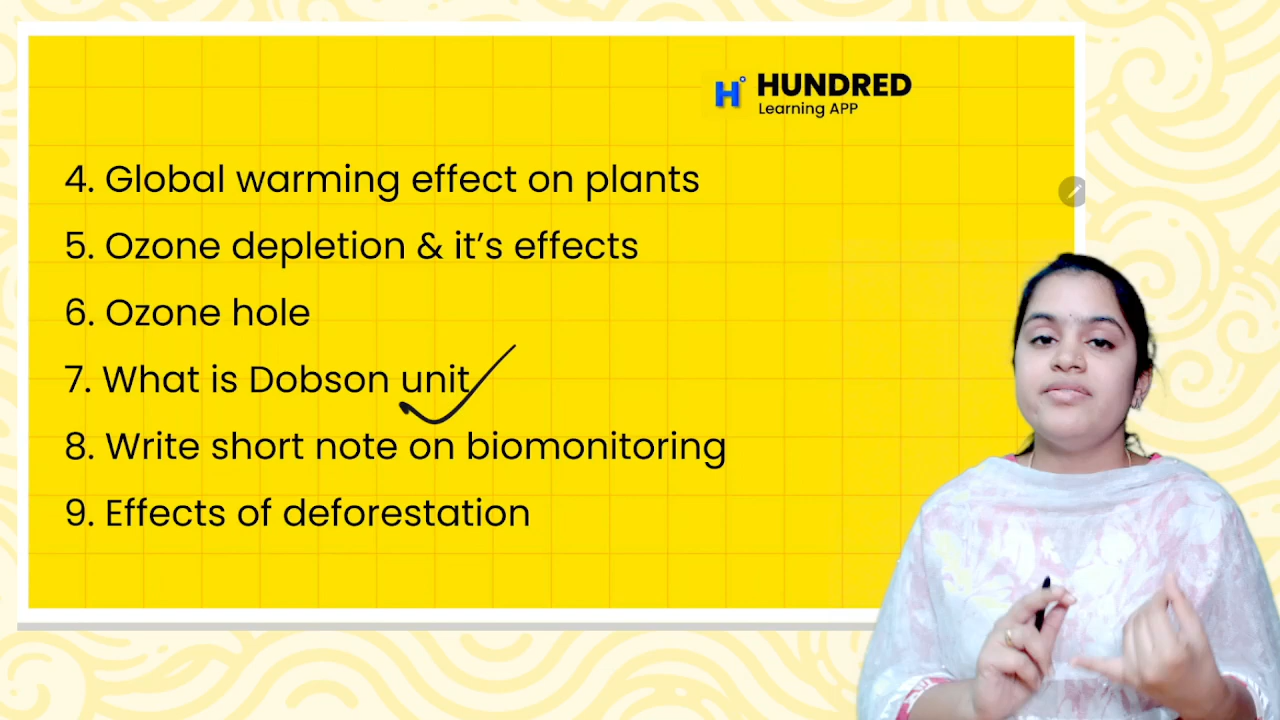 HUNDRED
Learning APP
4. Global warming effect on plants
5. Ozone depletion & it’s effects
6. Ozone hole
7. What is Dobson unit
8. Write short note on biomonitoring
9. Effects of deforestation